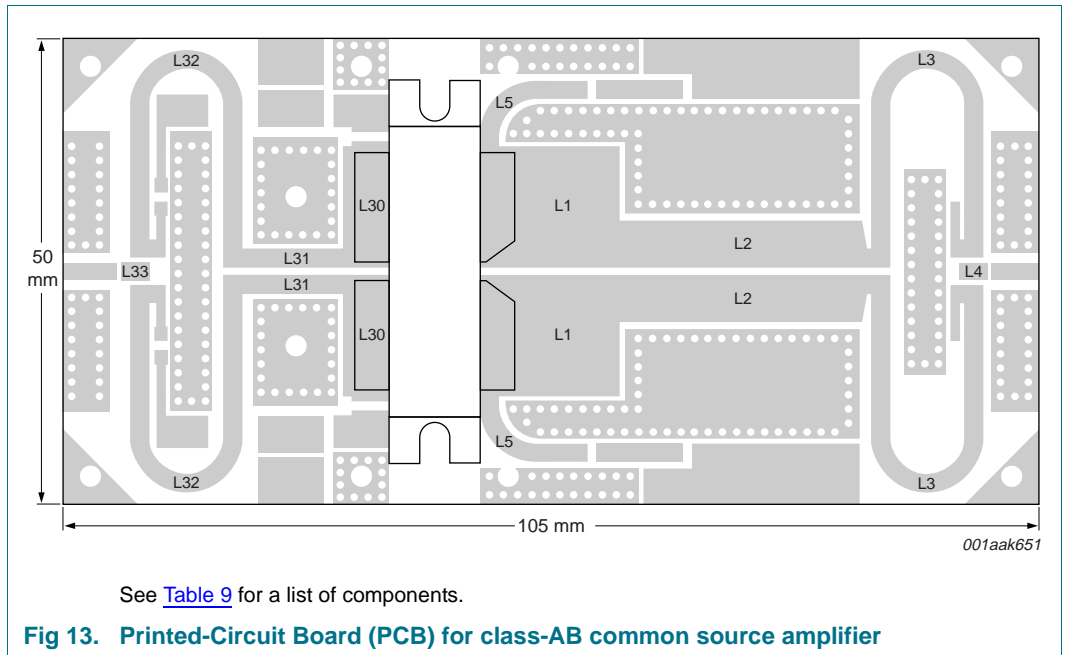 L32
L3
L5
L30
L1
L2
L31
50
mm
L33
L4
L31
L2
L30
L1
L5
L32
L3
105 mm
001aak651
See Table 9 for a list of components.
Fig 13. Printed-Circuit Board (PCB) for class-AB common source amplifier